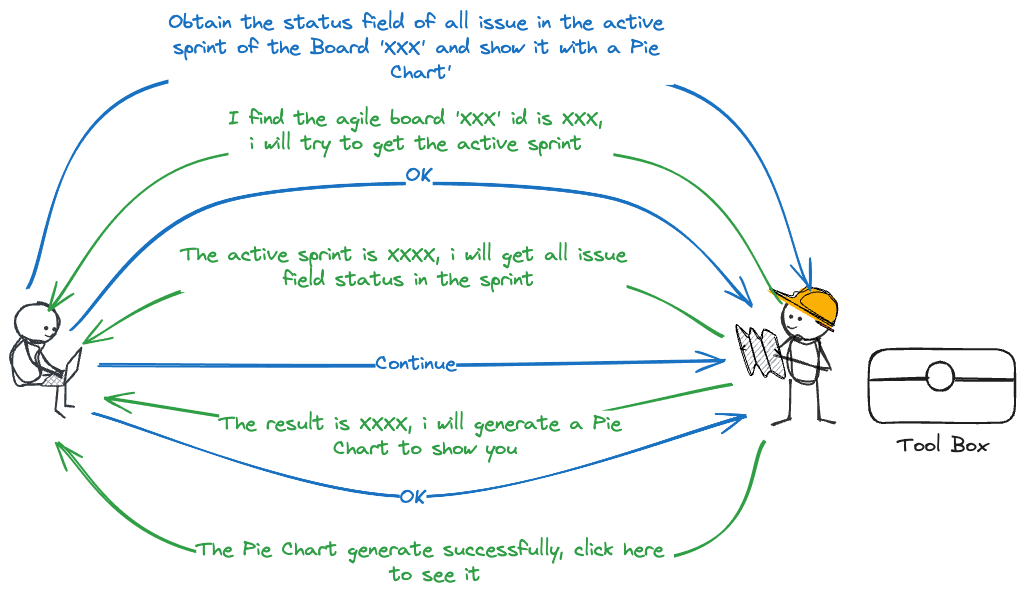 Obtain the status field of all issue in the active
sprint of the Board 'XXX' and show it with a Pie
Chart'
I find the agile board 'XXX' id is XXX,
i will try to get the active sprint
OK
The active sprint is XXXX, i will get all issue
field status in the sprint
Continue
The result is XXXX, i will generate a Pie
Chart to show you
Tool Box
OK
The Pie Chart generate successfully, click here
to see it